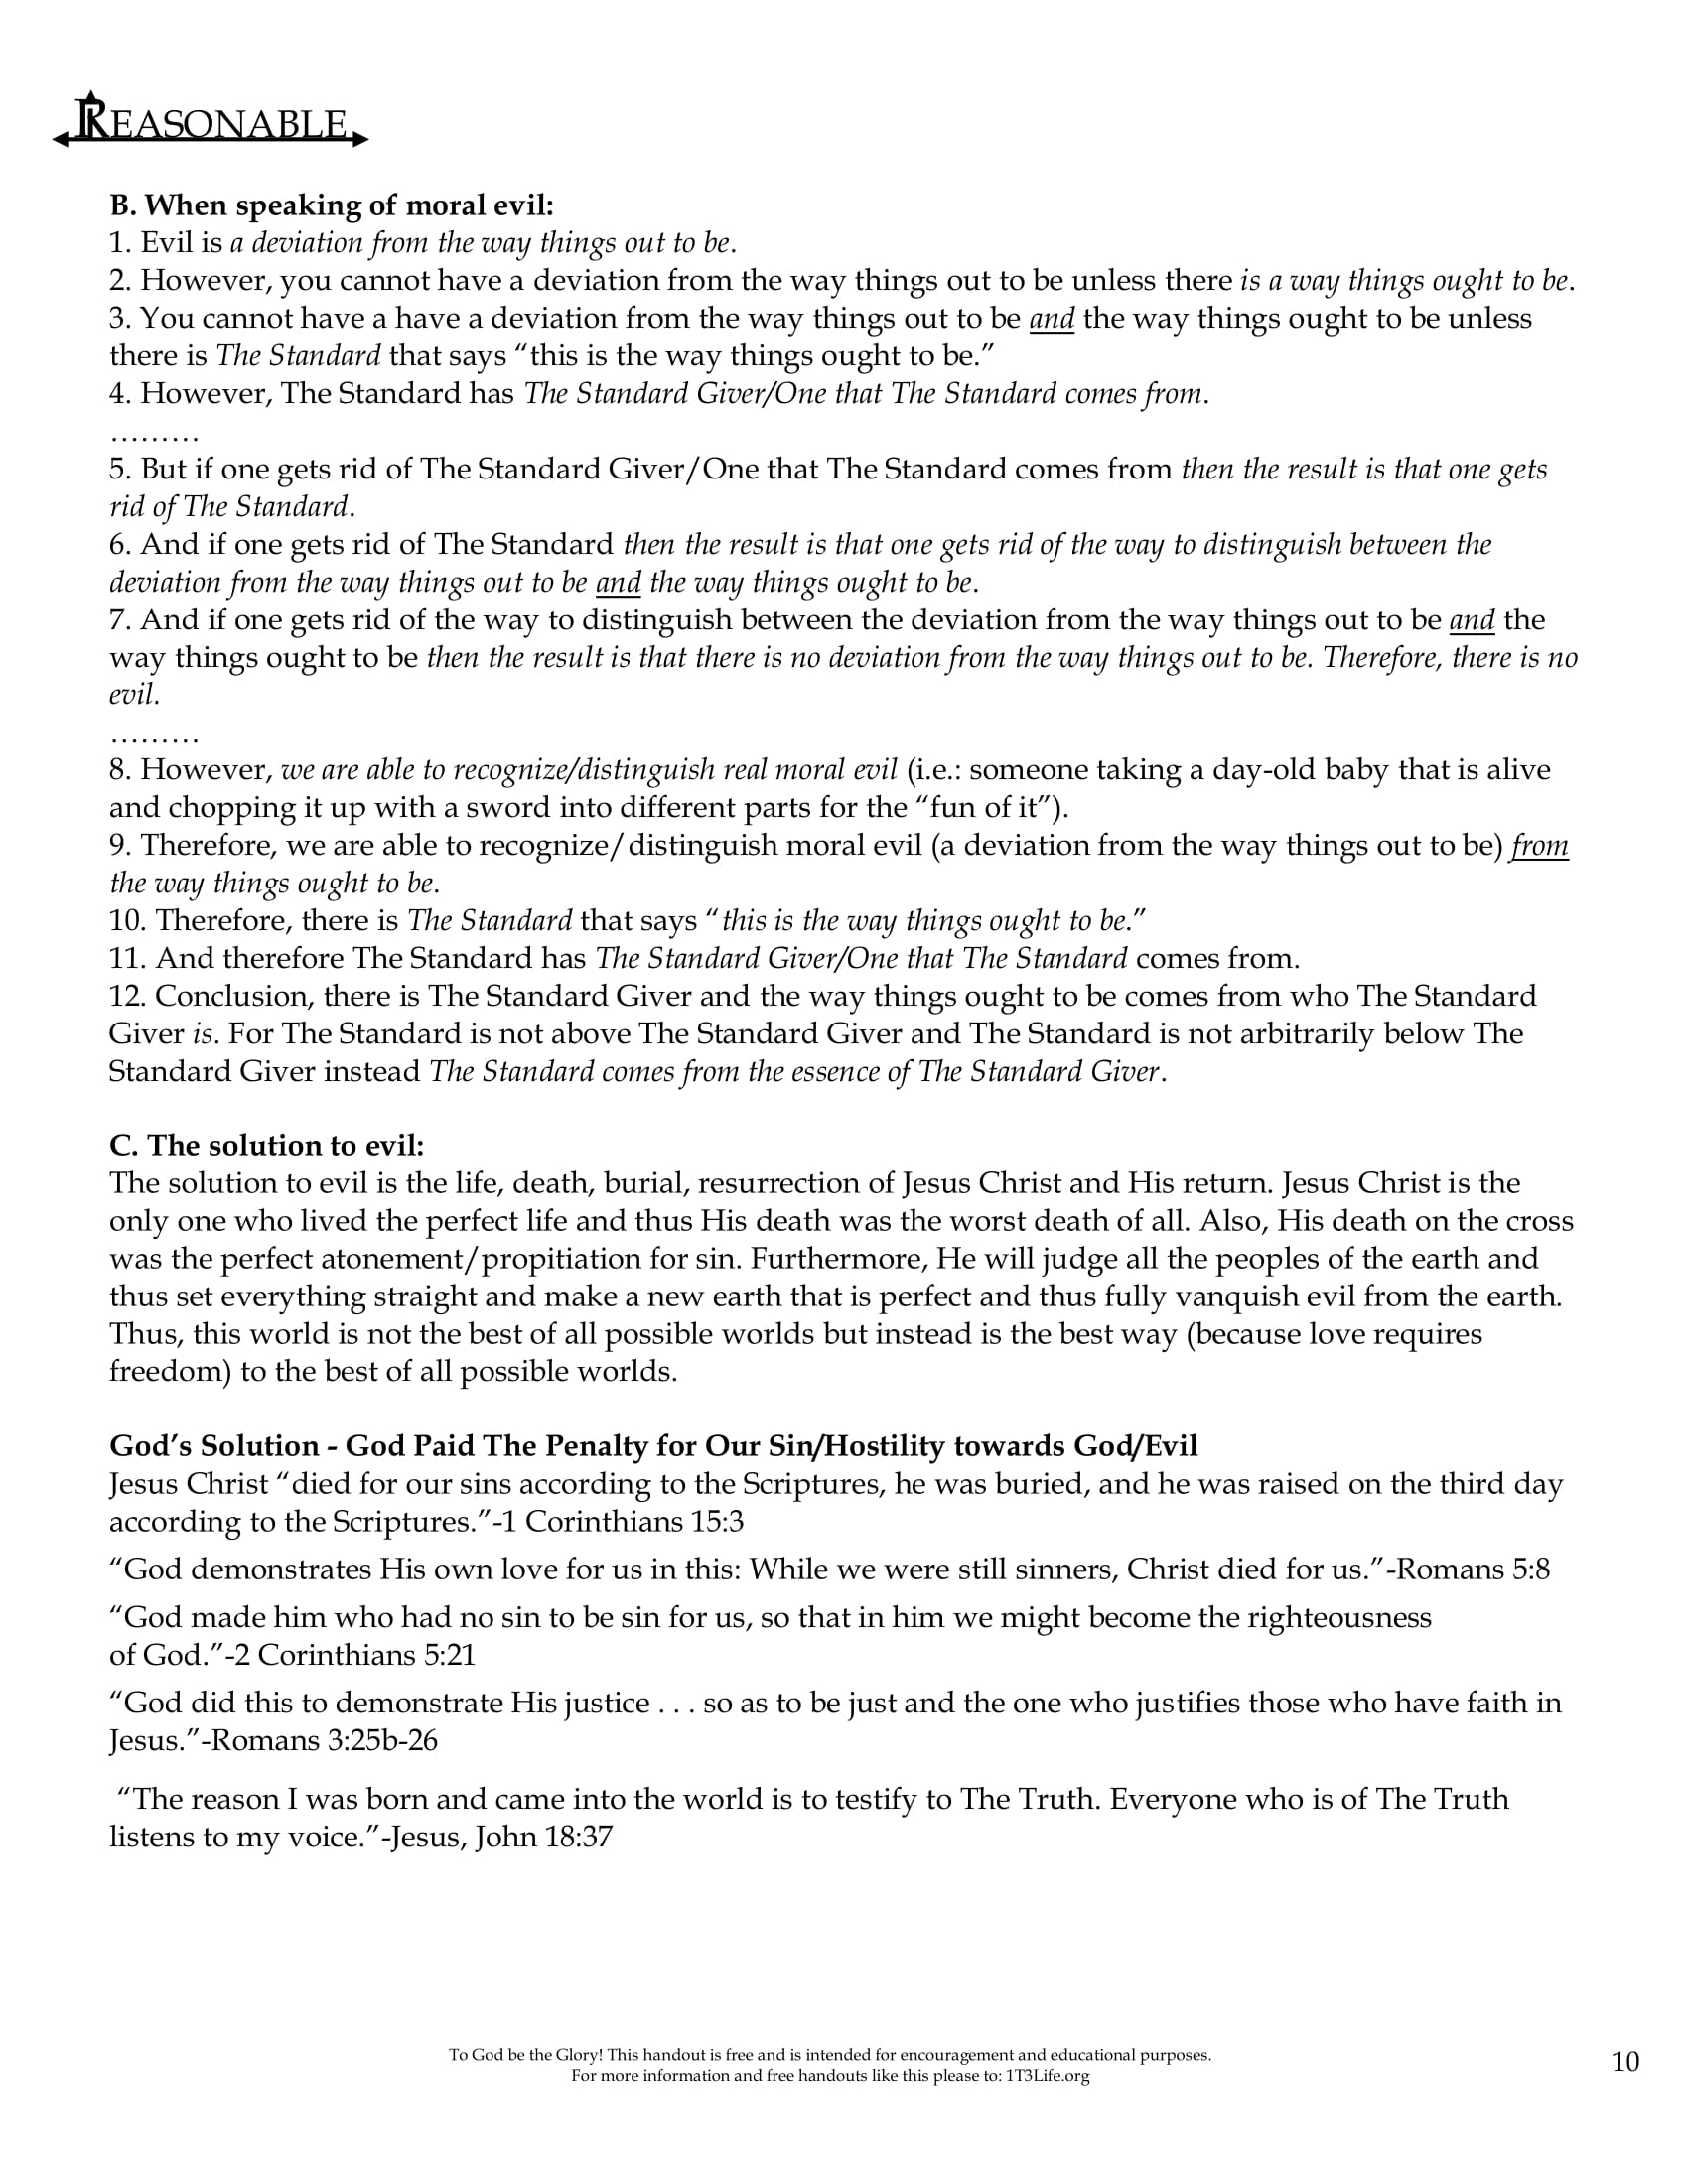 REASONABLE
B. When speaking of moral evil:
1. Evil is a deviation from the way things out to be.
2. However, you cannot have a deviation from the way things out to be unless there is a way things ought to be.
3. You cannot have a have a deviation from the way things out to be and the way things ought to be unless
there is The Standard that says “this is the way things ought to be.”
4. However, The Standard has The Standard Giver/One that The Standard comes from.
………
5. But if one gets rid of The Standard Giver/One that The Standard comes from then the result is that one gets
rid of The Standard.
6. And if one gets rid of The Standard then the result is that one gets rid of the way to distinguish between the
deviation from the way things out to be and the way things ought to be.
7. And if one gets rid of the way to distinguish between the deviation from the way things out to be and the
way things ought to be then the result is that there is no deviation from the way things out to be. Therefore, there is no
evil.
………
8. However, we are able to recognize/distinguish real moral evil (i.e.: someone taking a day-old baby that is alive
and chopping it up with a sword into different parts for the “fun of it”).
9. Therefore, we are able to recognize/distinguish moral evil (a deviation from the way things out to be) from
the way things ought to be.
10. Therefore, there is The Standard that says “this is the way things ought to be.”
11. And therefore The Standard has The Standard Giver/One that The Standard comes from.
12. Conclusion, there is The Standard Giver and the way things ought to be comes from who The Standard
Giver is. For The Standard is not above The Standard Giver and The Standard is not arbitrarily below The
Standard Giver instead The Standard comes from the essence of The Standard Giver.
C. The solution to evil:
The solution to evil is the life, death, burial, resurrection of Jesus Christ and His return. Jesus Christ is the
only one who lived the perfect life and thus His death was the worst death of all. Also, His death on the cross
was the perfect atonement/propitiation for sin. Furthermore, He will judge all the peoples of the earth and
thus set everything straight and make a new earth that is perfect and thus fully vanquish evil from the earth.
Thus, this world is not the best of all possible worlds but instead is the best way (because love requires
freedom) to the best of all possible worlds.
God’s Solution - God Paid The Penalty for Our Sin/Hostility towards God/Evil
Jesus Christ “died for our sins according to the Scriptures, he was buried, and he was raised on the third day
according to the Scriptures.”-1 Corinthians 15:3
“God demonstrates His own love for us in this: While we were still sinners, Christ died for us.”-Romans 5:8
“God made him who had no sin to be sin for us, so that in him we might become the righteousness
of God.”-2 Corinthians 5:21
“God did this to demonstrate His justice . . . so as to be just and the one who justifies those who have faith in
Jesus.”-Romans 3:25b-26
“The reason I was born and came into the world is to testify to The Truth. Everyone who is of The Truth
listens to my voice.”-Jesus, John 18:37
To God be the Glory! This handout is free and is intended for encouragement and educational purposes.
For more information and free handouts like this please to: 1T3Life.org
10